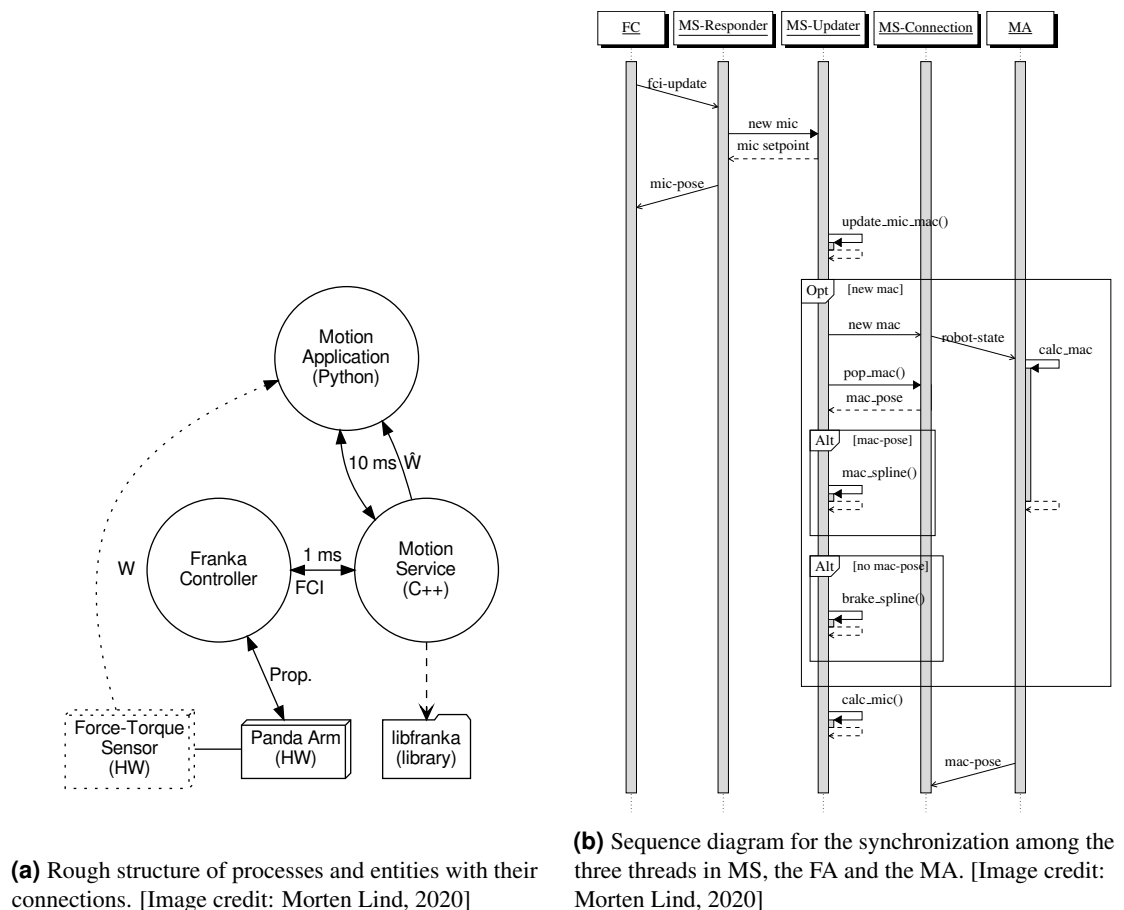 Motion
Application
(Python)
10 ms
Ŵ
W
Franka
Controller
1 ms
FCI
Motion
Service
(C++)
Prop.
Force-Torque
Sensor
(HW)
Panda Arm
(HW)
libfranka
(library)
(a) Rough structure of processes and entities with their
connections. [Image credit: Morten Lind, 2020]
FC
MS-Responder
MS-Updater
MS-Connection
MA
fci-update
new mic
mic setpoint
mic-pose
update_mic_mac()
Opt
[new mac]
new mac
robot-state
calc_mac
pop_mac()
mac_pose
Alt
[mac-pose]
mac_spline()
Alt
[no mac-pose]
brake_spline()
calc_mic()
mac-pose
(b) Sequence diagram for the synchronization among the
three threads in MS, the FA and the MA. [Image credit:
Morten Lind, 2020]